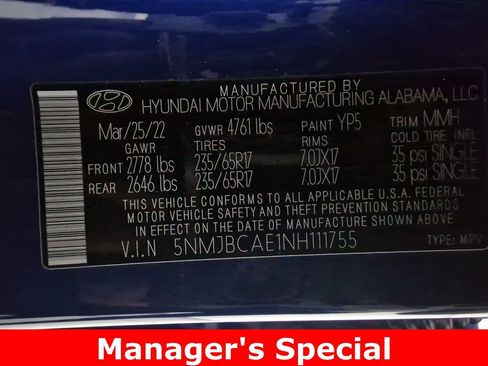 MANUFACTURED BY
HYUNDAI MOTOR MANUFACTURING ALABAMA, LLC
Mar/25/22 GVWR 4761 lbs PAINT YP5 TRIM MMH
GAWR TIRES RIMS COLD TIRE INFL
FRONT 2778 lbs 235/65R17 7.0JX17 35 psi SINGLE
REAR 2646 lbs 235/65R17 7.0JX17 35 psi SINGLE
THIS VEHICLE CONFORMS TO ALL APPLICABLE U.S.A. FEDERAL
MOTOR VEHICLE SAFETY BUMPER, AND THEFT PREVENTION STANDARDS
IN EFFECT ON THE DATE OF MANUFACTURE SHOWN ABOVE.
V.I.N 5NMJBCAE1NH111755 TYPE: M.P.V
Manager's Special